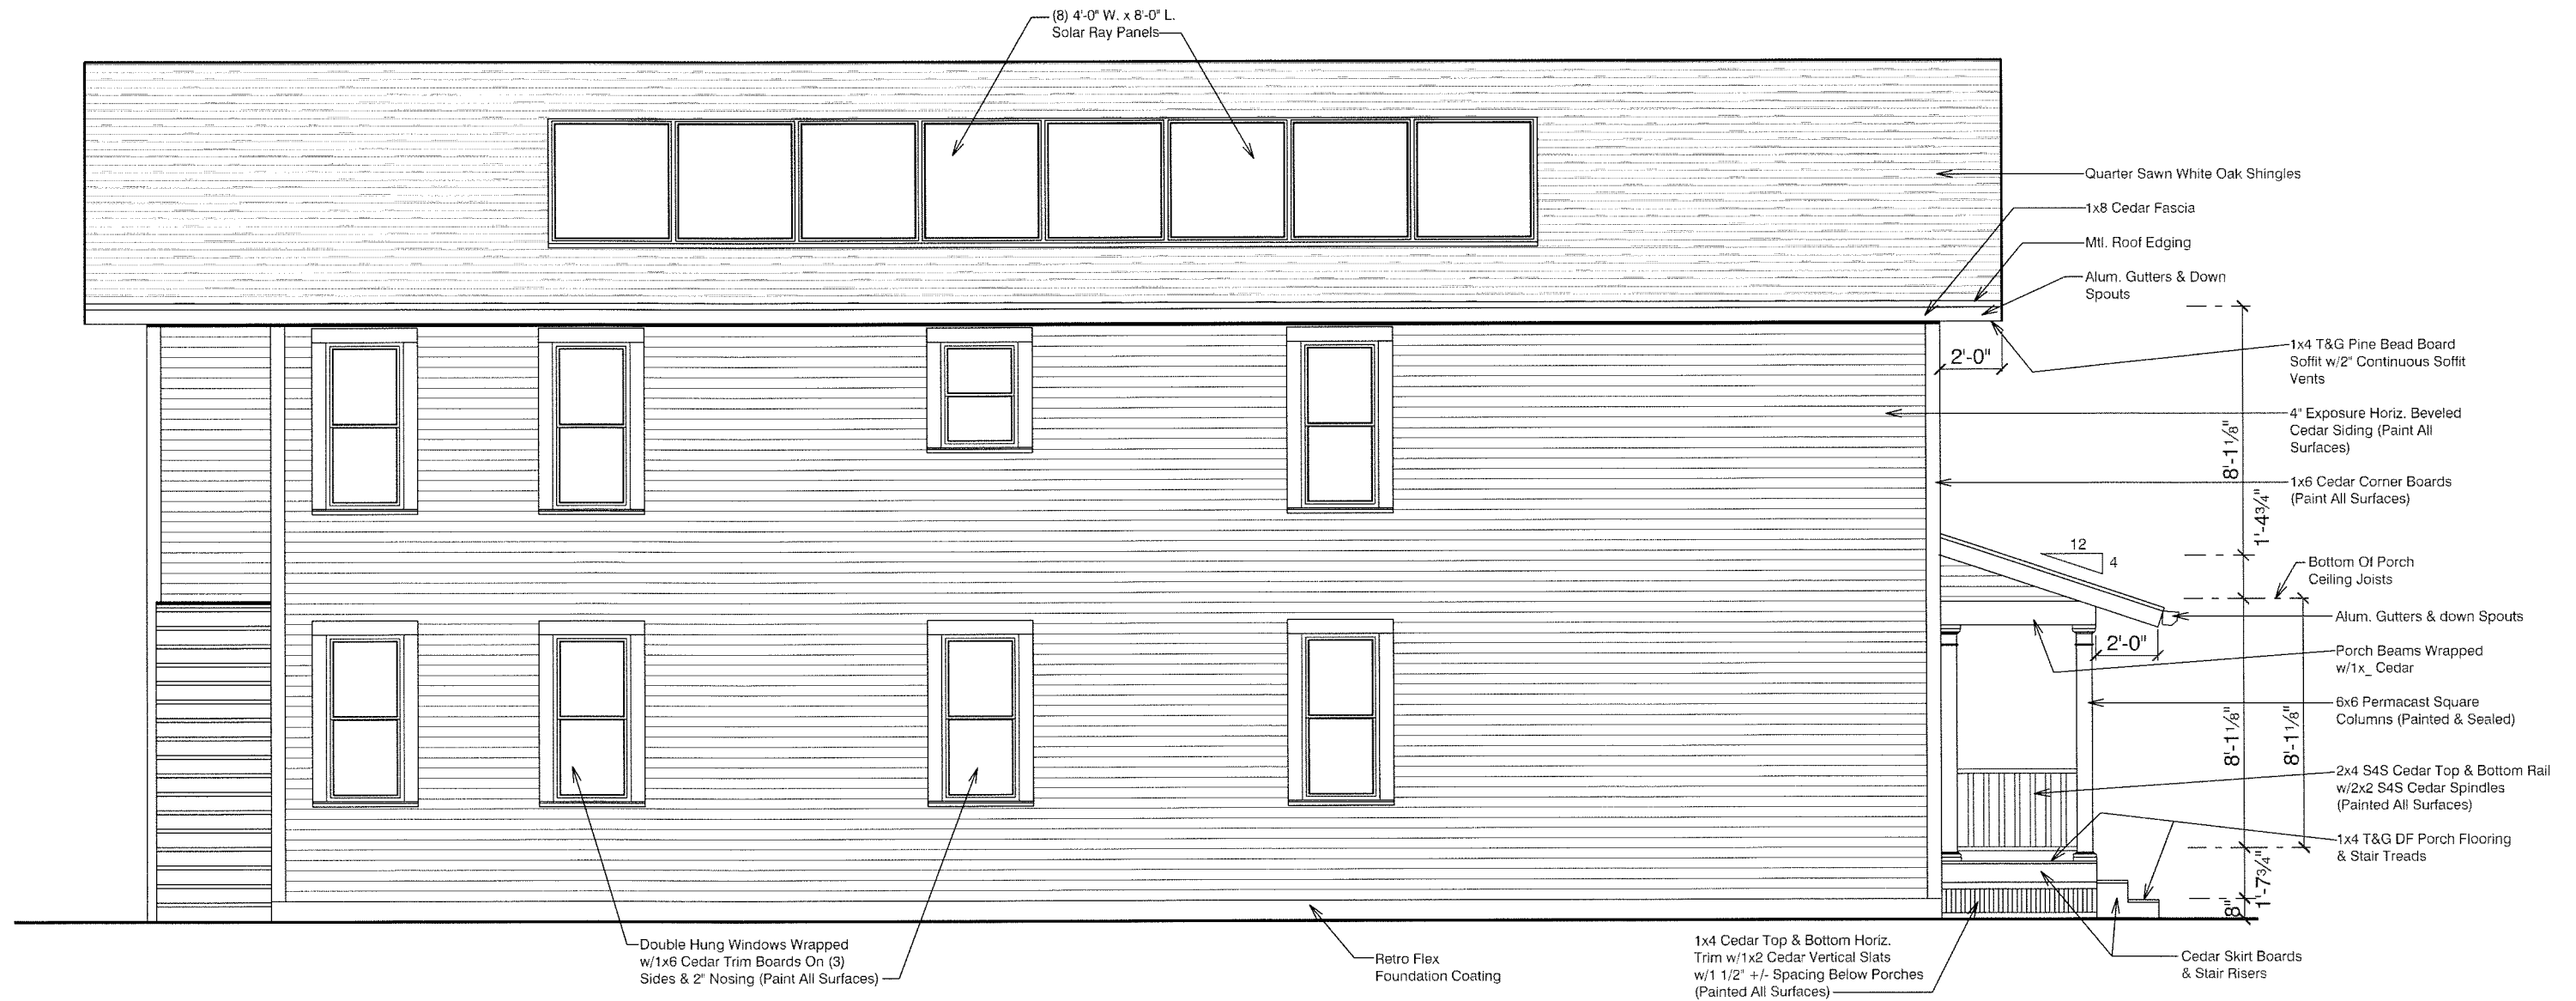 (8) 4'-0" W. x 8'-0" L.
Solar Ray Panels
Quarter Sawn White Oak Shingles
1x8 Cedar Fascia
Mtl. Roof Edging
Alum. Gutters & Down
Spouts
2'-0"
1x4 T&G Pine Bead Board
Soffit w/2" Continuous Soffit
Vents
4" Exposure Horiz. Beveled
Cedar Siding (Paint All
Surfaces)
8'-1 1/8"
1x6 Cedar Corner Boards
(Paint All Surfaces)
1'-4 3/4"
12
4
Bottom Of Porch
Ceiling Joists
Alum. Gutters & down Spouts
2'-0"
Porch Beams Wrapped
w/1x_ Cedar
6x6 Permacast Square
Columns (Painted & Sealed)
8'-1 1/8"
8'-1 1/8"
2x4 S4S Cedar Top & Bottom Rail
w/2x2 S4S Cedar Spindles
(Painted All Surfaces)
1x4 T&G DF Porch Flooring
& Stair Treads
1'-7 3/4"
8"
Double Hung Windows Wrapped
w/1x6 Cedar Trim Boards On (3)
Sides & 2" Nosing (Paint All Surfaces)
Retro Flex
Foundation Coating
1x4 Cedar Top & Bottom Horiz.
Trim w/1x2 Cedar Vertical Slats
w/1 1/2" +/- Spacing Below Porches
(Painted All Surfaces)
Cedar Skirt Boards
& Stair Risers